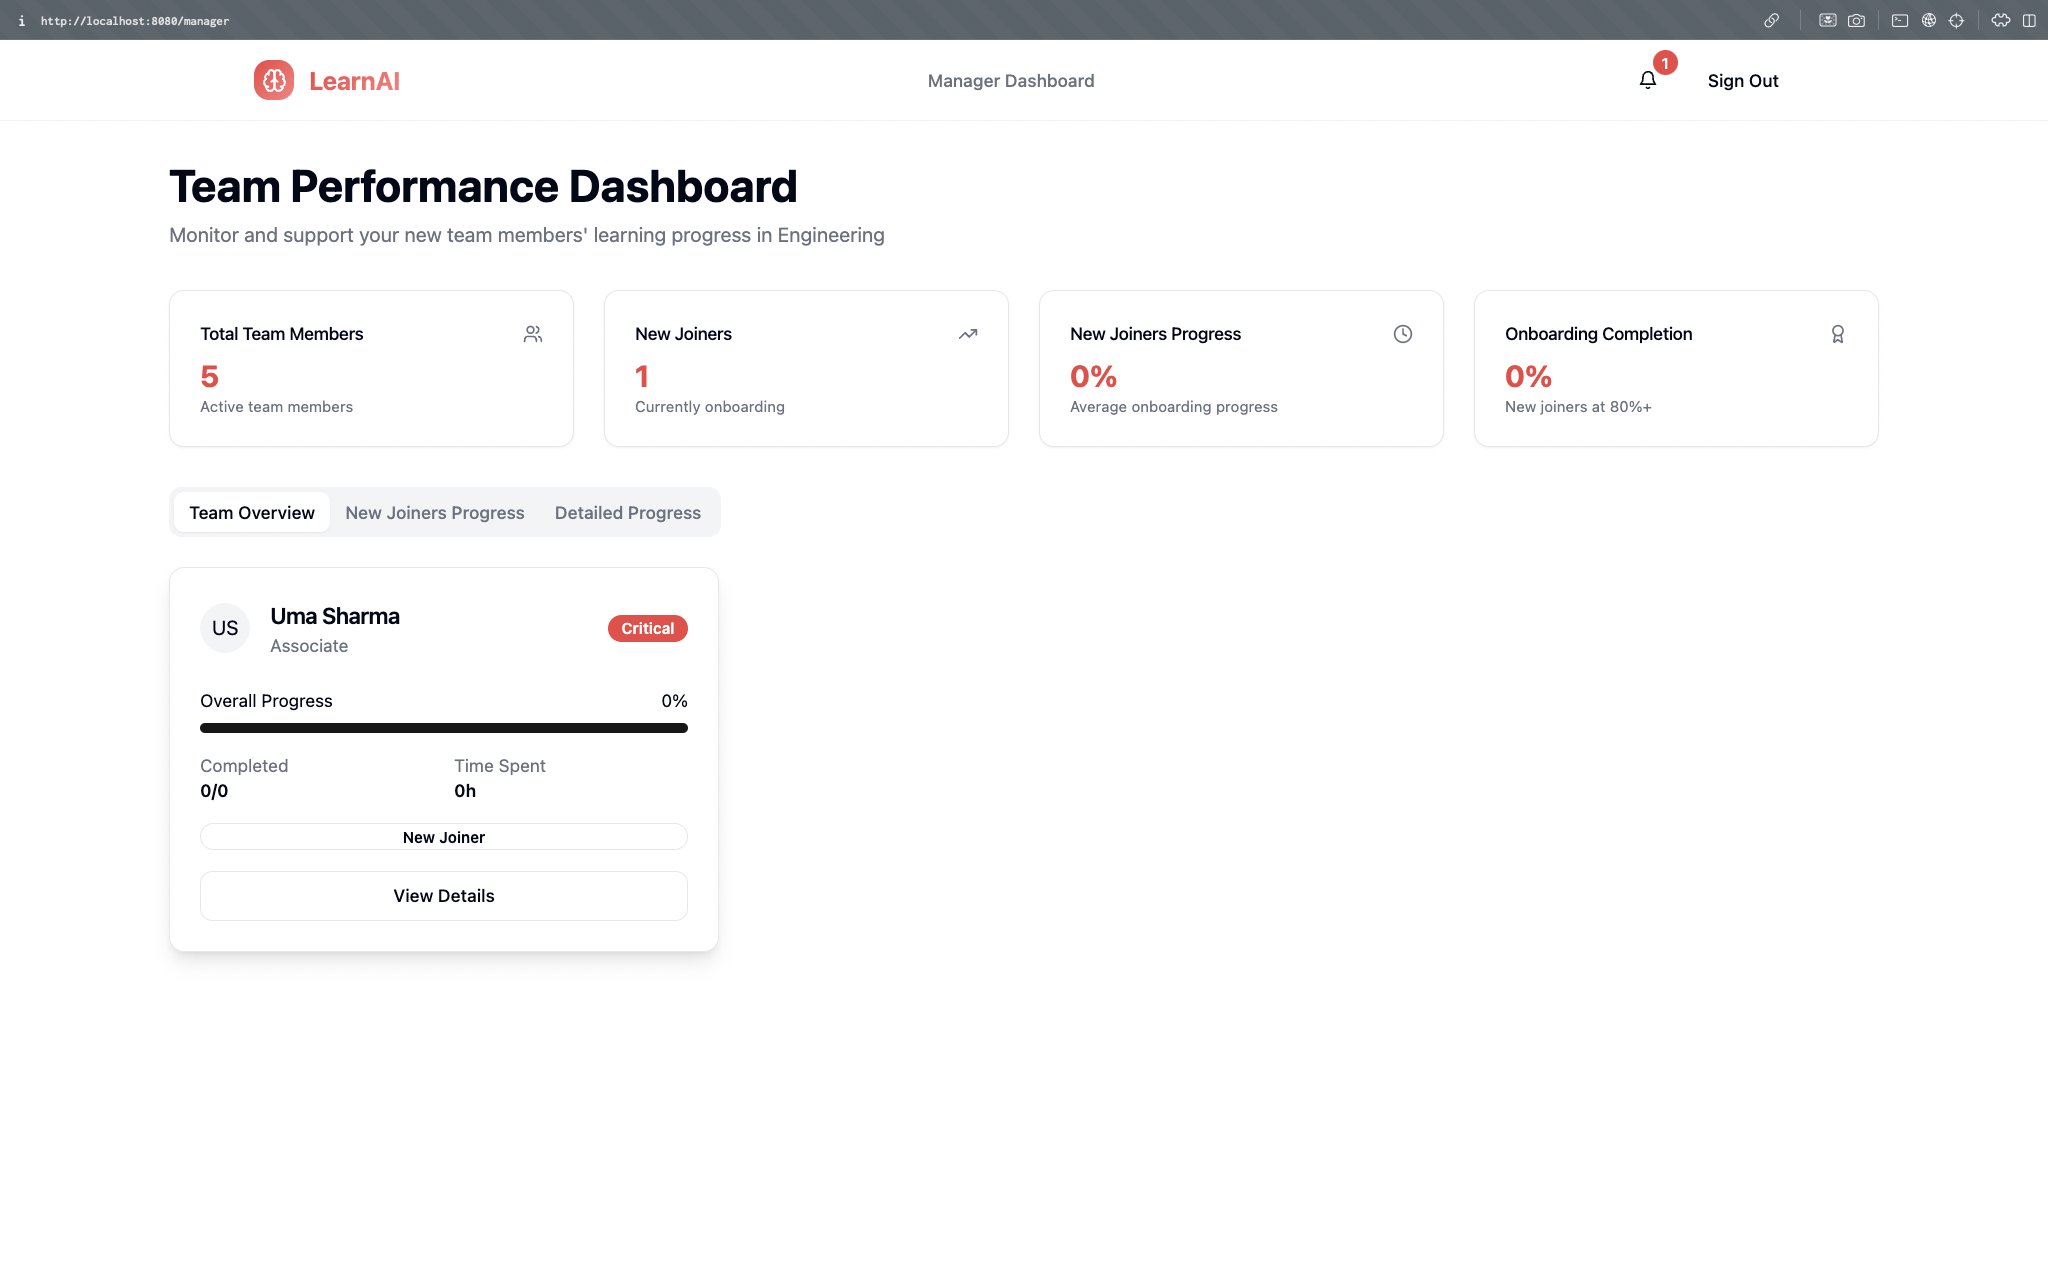 i http://localhost:8080/manager
LearnAI
Manager Dashboard
1
Sign Out
Team Performance Dashboard
Monitor and support your new team members' learning progress in Engineering
Total Team Members
5
Active team members
New Joiners
1
Currently onboarding
New Joiners Progress
0%
Average onboarding progress
Onboarding Completion
0%
New joiners at 80%+
Team Overview New Joiners Progress Detailed Progress
US
Uma Sharma
Associate
Critical
Overall Progress 0%
Completed
0/0
Time Spent
0h
New Joiner
View Details